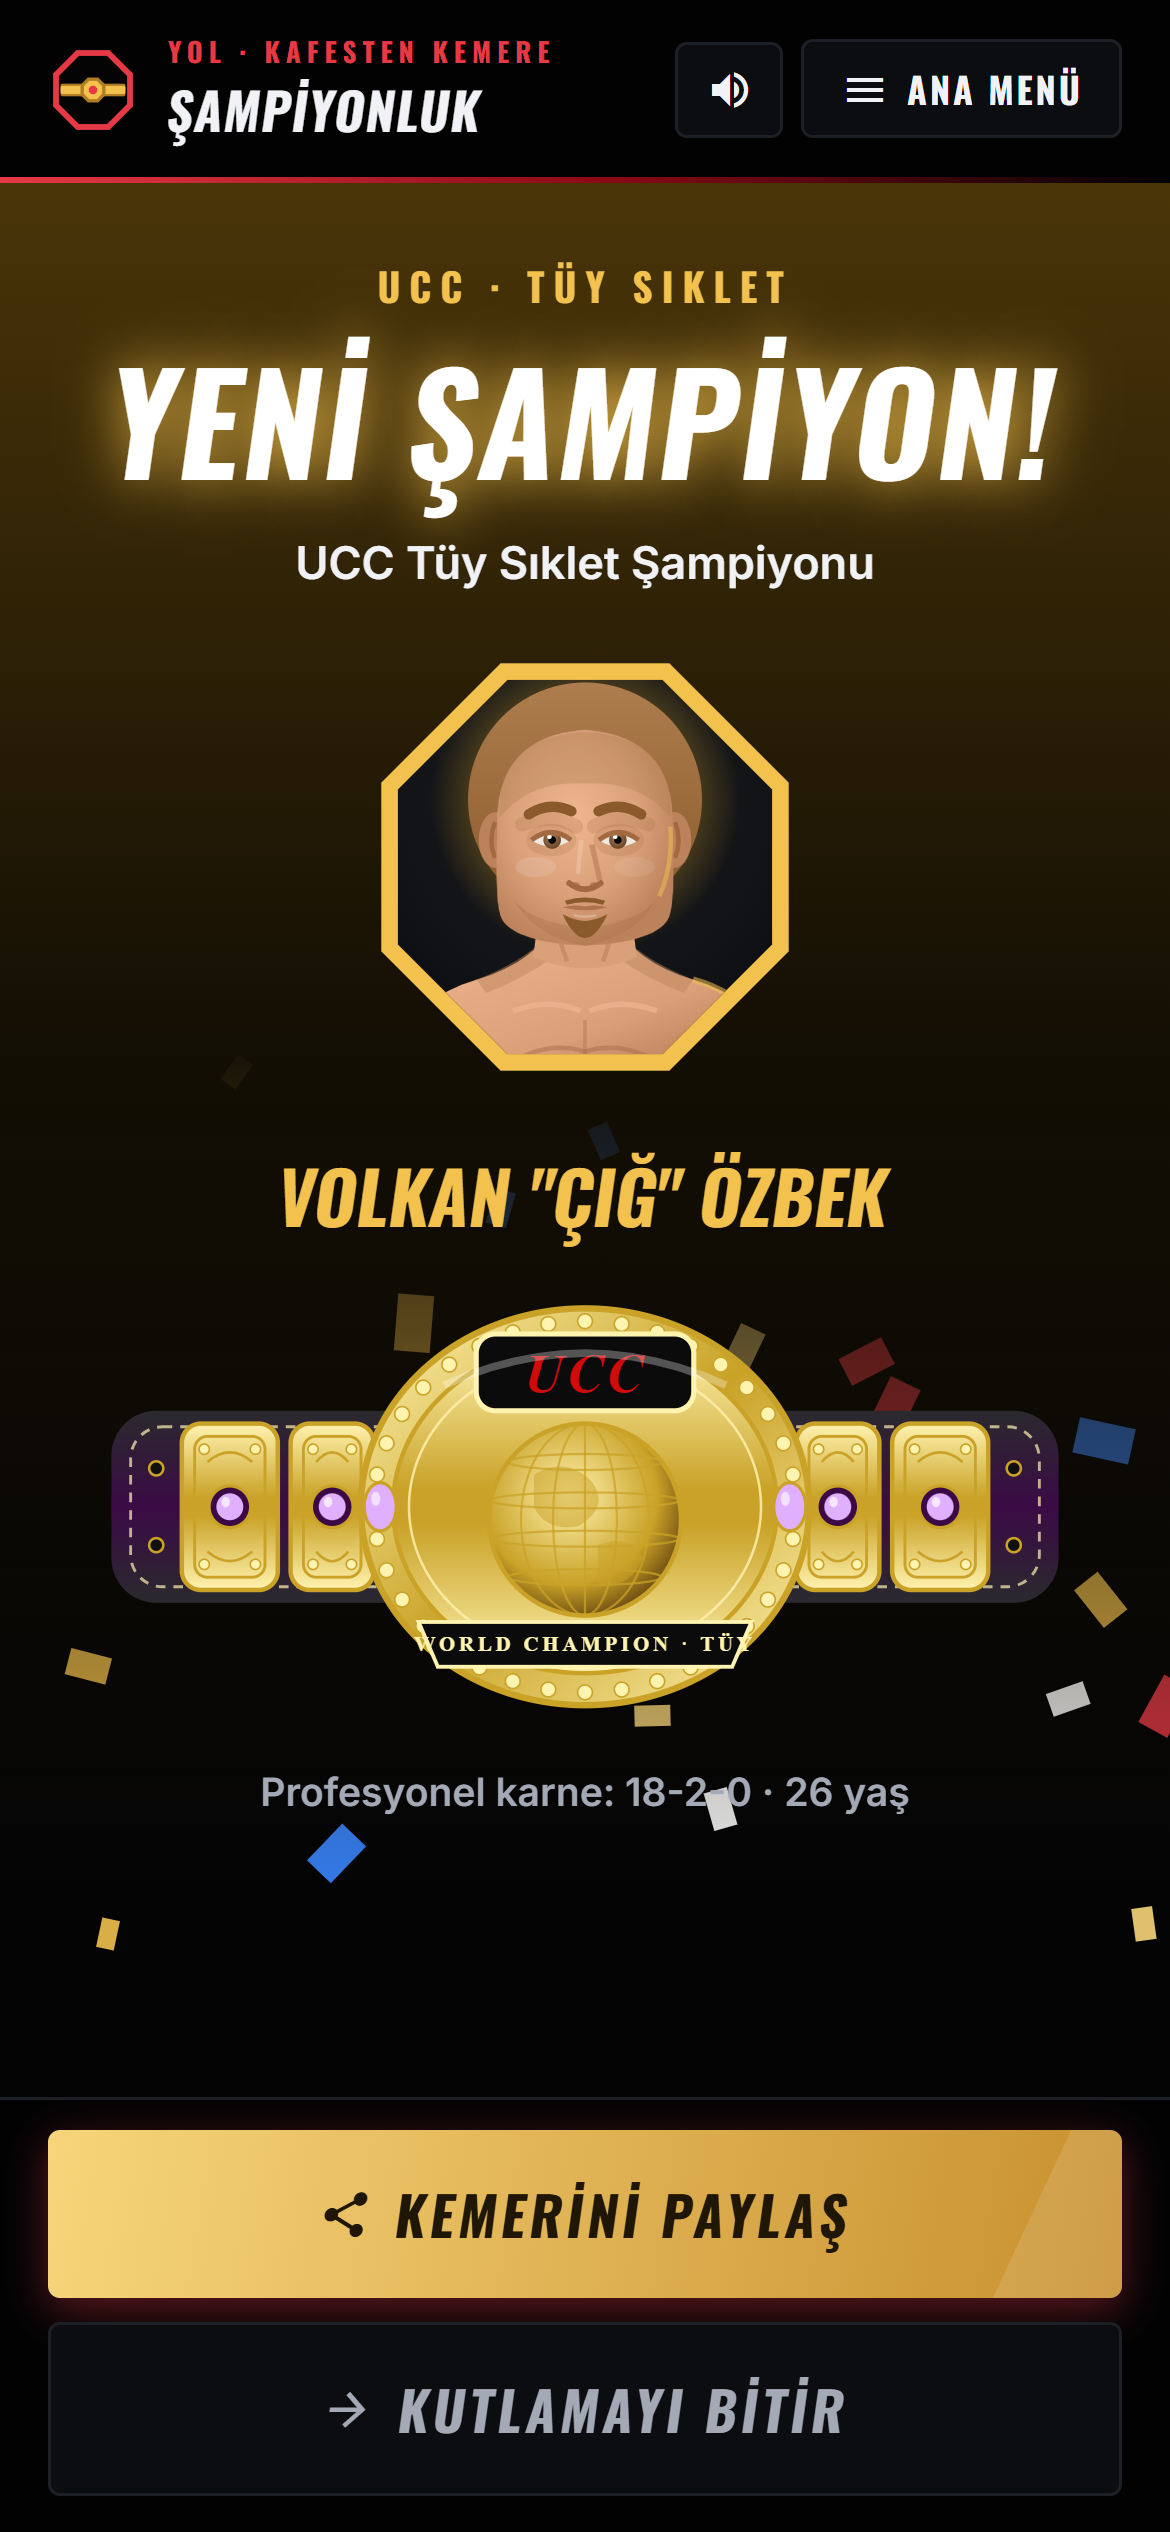 YOL · KAFESTEN KEMERE
ŞAMPİYONLUK
ANA MENÜ
UCC · TÜY SIKLET
YENİ ŞAMPİYON!
UCC Tüy Sıklet Şampiyonu
VOLKAN "ÇIĞ" ÖZBEK
UCC
WORLD CHAMPION · TÜY
Profesyonel karne: 18-2-0 · 26 yaş
KEMERİNİ PAYLAŞ
KUTLAMAYI BİTİR